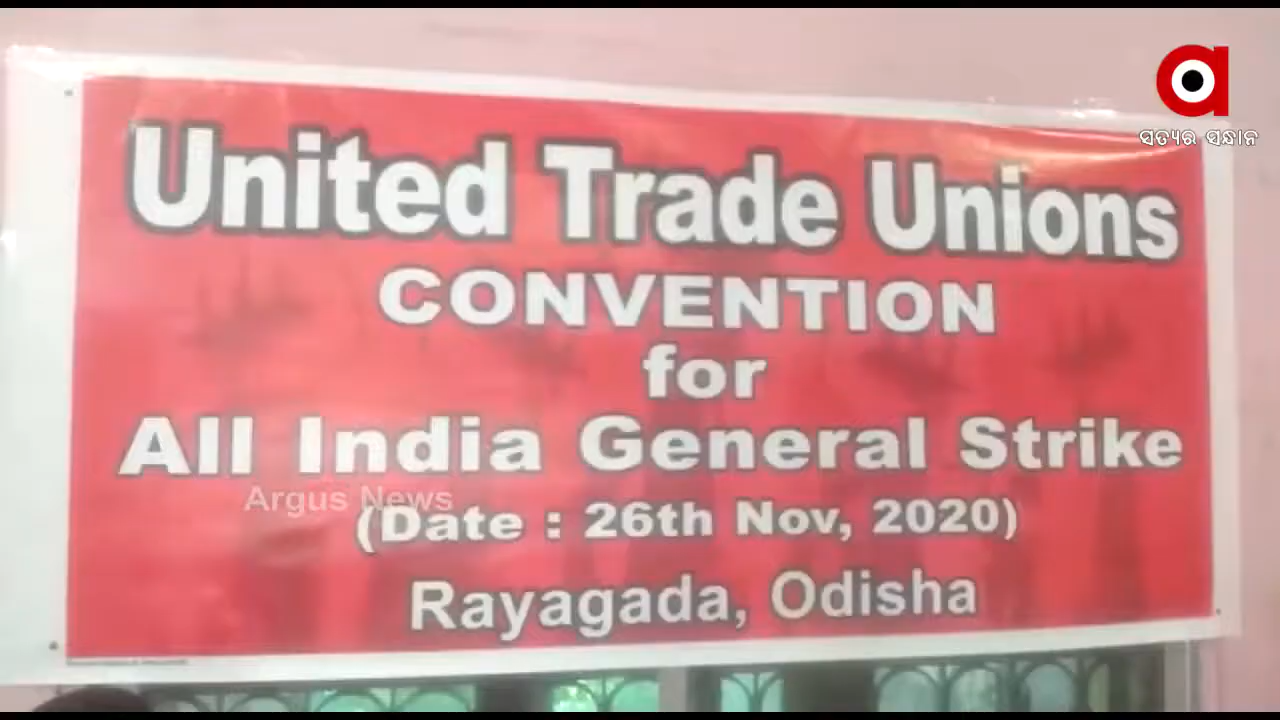 ସତ୍ୟର ସନ୍ଧାନ
United Trade Unions
CONVENTION
for
All India General Strike
Argus News
(Date : 26th Nov, 2020)
Rayagada, Odisha